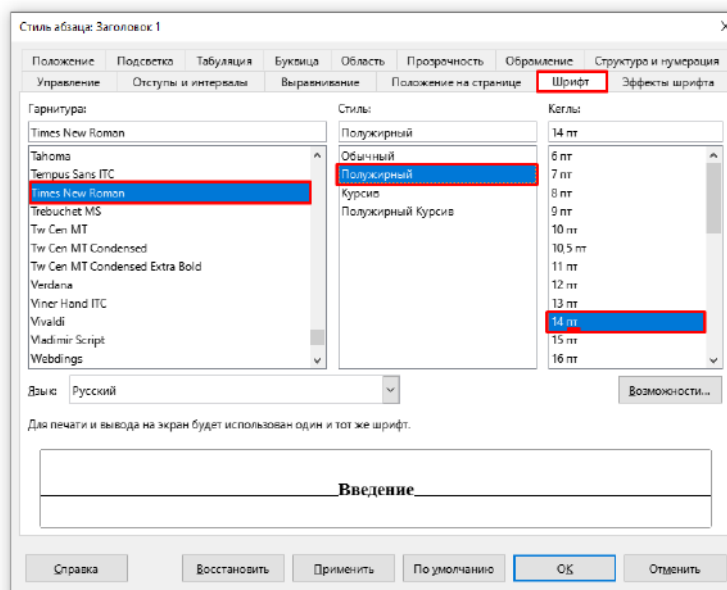 Стиль абзаца: Заголовок 1
Положение Подсветка Табуляция Буквица Область Прозрачность Обрамление Структура и нумерация
Управление Отступы и интервалы Выравнивание Положение на странице Шрифт Эффекты шрифта
Гарнитура: Стиль: Кегль:
Times New Roman Полужирный 14 пт
Tahoma Обычный 6 пт
Tempus Sans ITC Полужирный 7 пт
Times New Roman Курсив 8 пт
Trebuchet MS Полужирный Курсив 9 пт
Tw Cen MT 10 пт
Tw Cen MT Condensed 10,5 пт
Tw Cen MT Condensed Extra Bold 11 пт
Verdana 12 пт
Viner Hand ITC 13 пт
Vivaldi 14 пт
Vladimir Script 15 пт
Webdings 16 пт
Язык: Русский Возможности...
Для печати и вывода на экран будет использован один и тот же шрифт.
Введение
Справка Восстановить Применить По умолчанию ОК Отменить